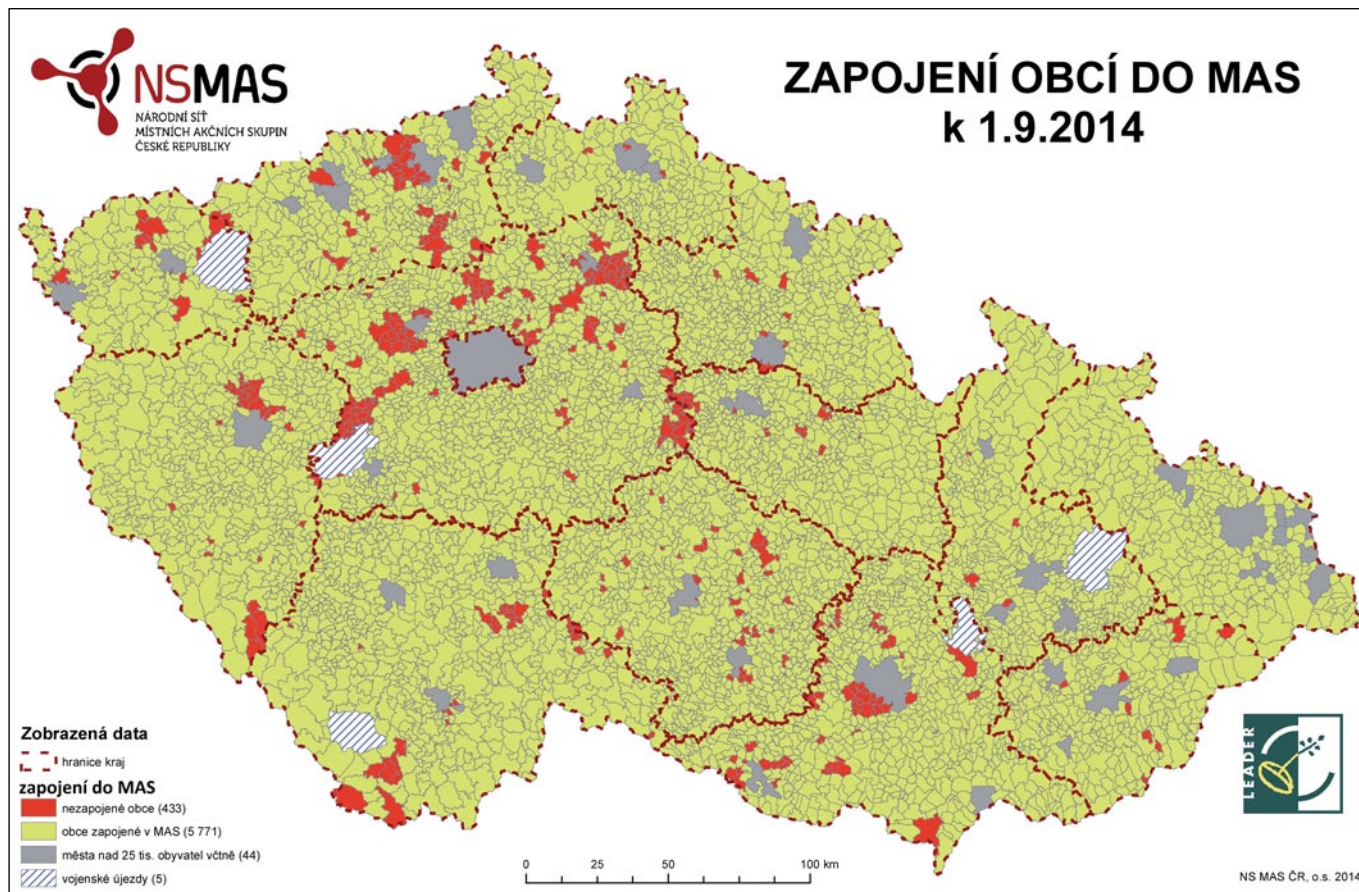 NSMAS
NÁRODNÍ SÍŤ
MÍSTNÍCH AKČNÍCH SKUPIN
ČESKÉ REPUBLIKY
ZAPOJENÍ OBCÍ DO MAS
k 1.9.2014
Zobrazená data
hranice kraj
zapojení do MAS
nezapojené obce (433)
obce zapojené v MAS (5 771)
města nad 25 tis. obyvatel včtně (44)
vojenské újezdy (5)
0 25 50 100 km
LEADER
NS MAS ČR, o.s. 2014